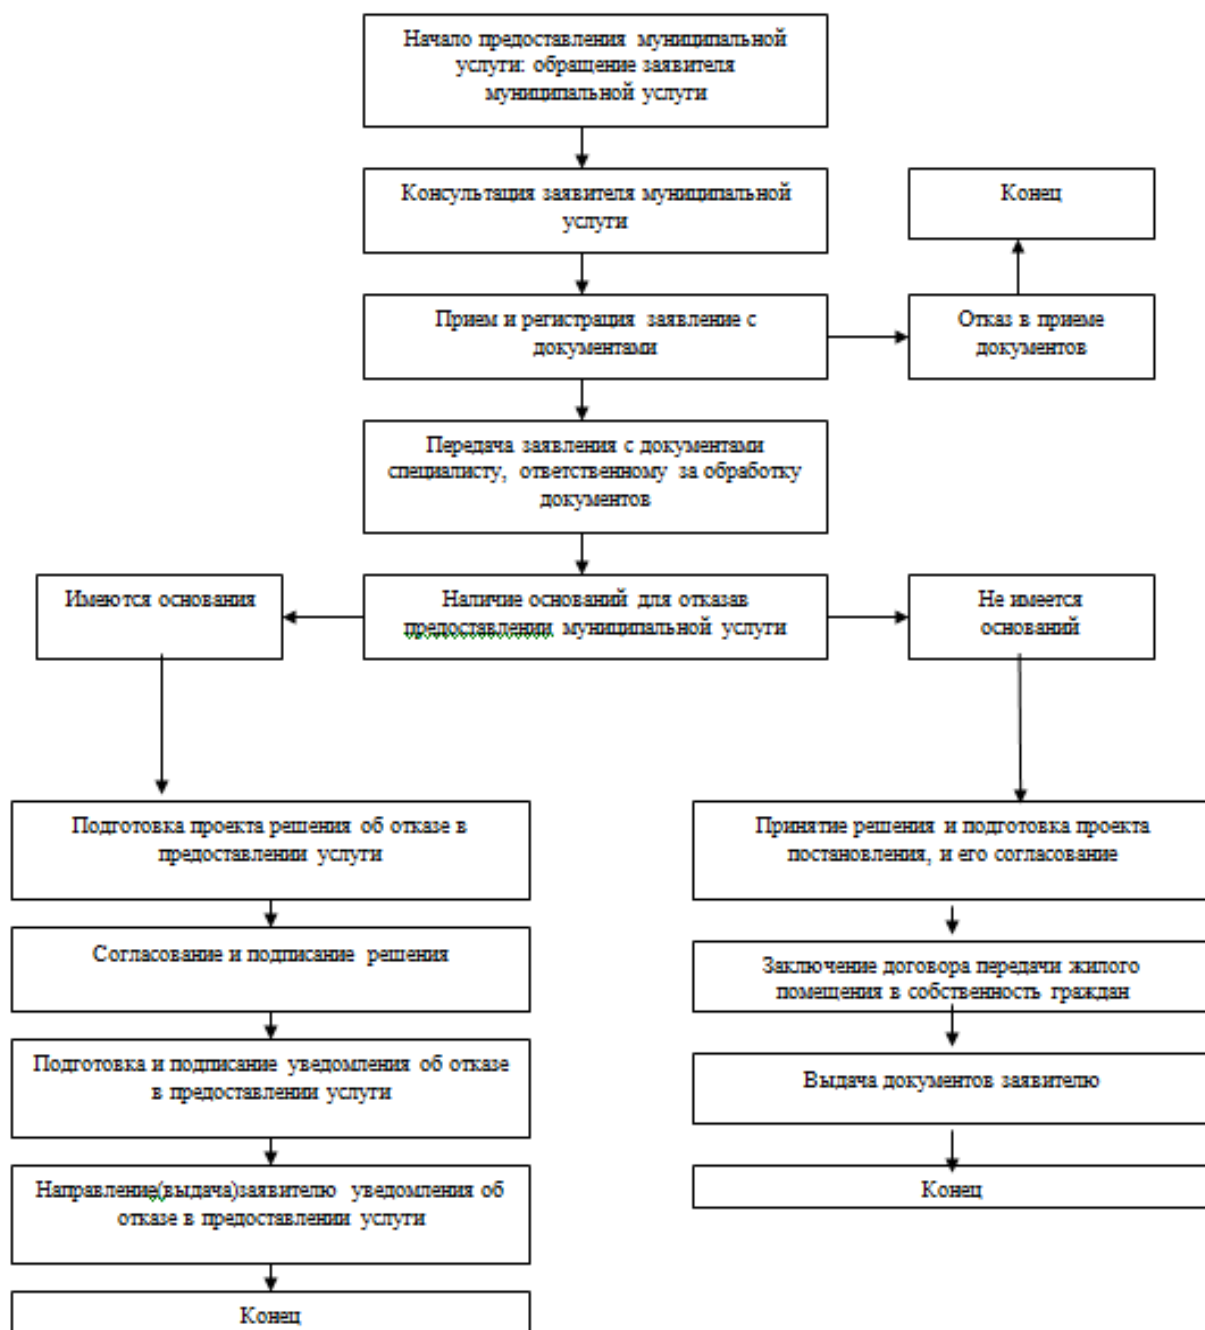 Начало предоставления муниципальной
услуги: обращение заявителя
муниципальной услуги
Консультация заявителя муниципальной
услуги
Конец
Прием и регистрация заявление с
документами
Отказ в приеме
документов
Передача заявления с документами
специалисту, ответственному за обработку
документов
Имеются основания
Наличие оснований для отказав
предоставлении муниципальной услуги
Не имеется
оснований
Подготовка проекта решения об отказе в
предоставлении услуги
Согласование и подписание решения
Подготовка и подписание уведомления об отказе
в предоставлении услуги
Направление(выдача)заявителю уведомления об
отказе в предоставлении услуги
Конец
Принятие решения и подготовка проекта
постановления, и его согласование
Заключение договора передачи жилого
помещения в собственность граждан
Выдача документов заявителю
Конец